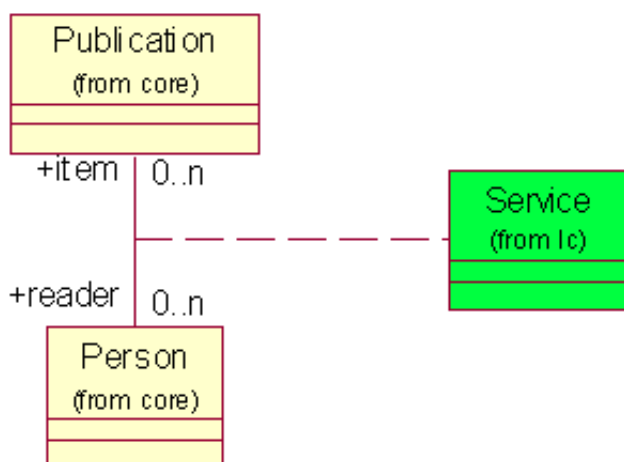 Publication
(from core)
+item 0..n
Service
(from lc)
+reader 0..n
Person
(from core)